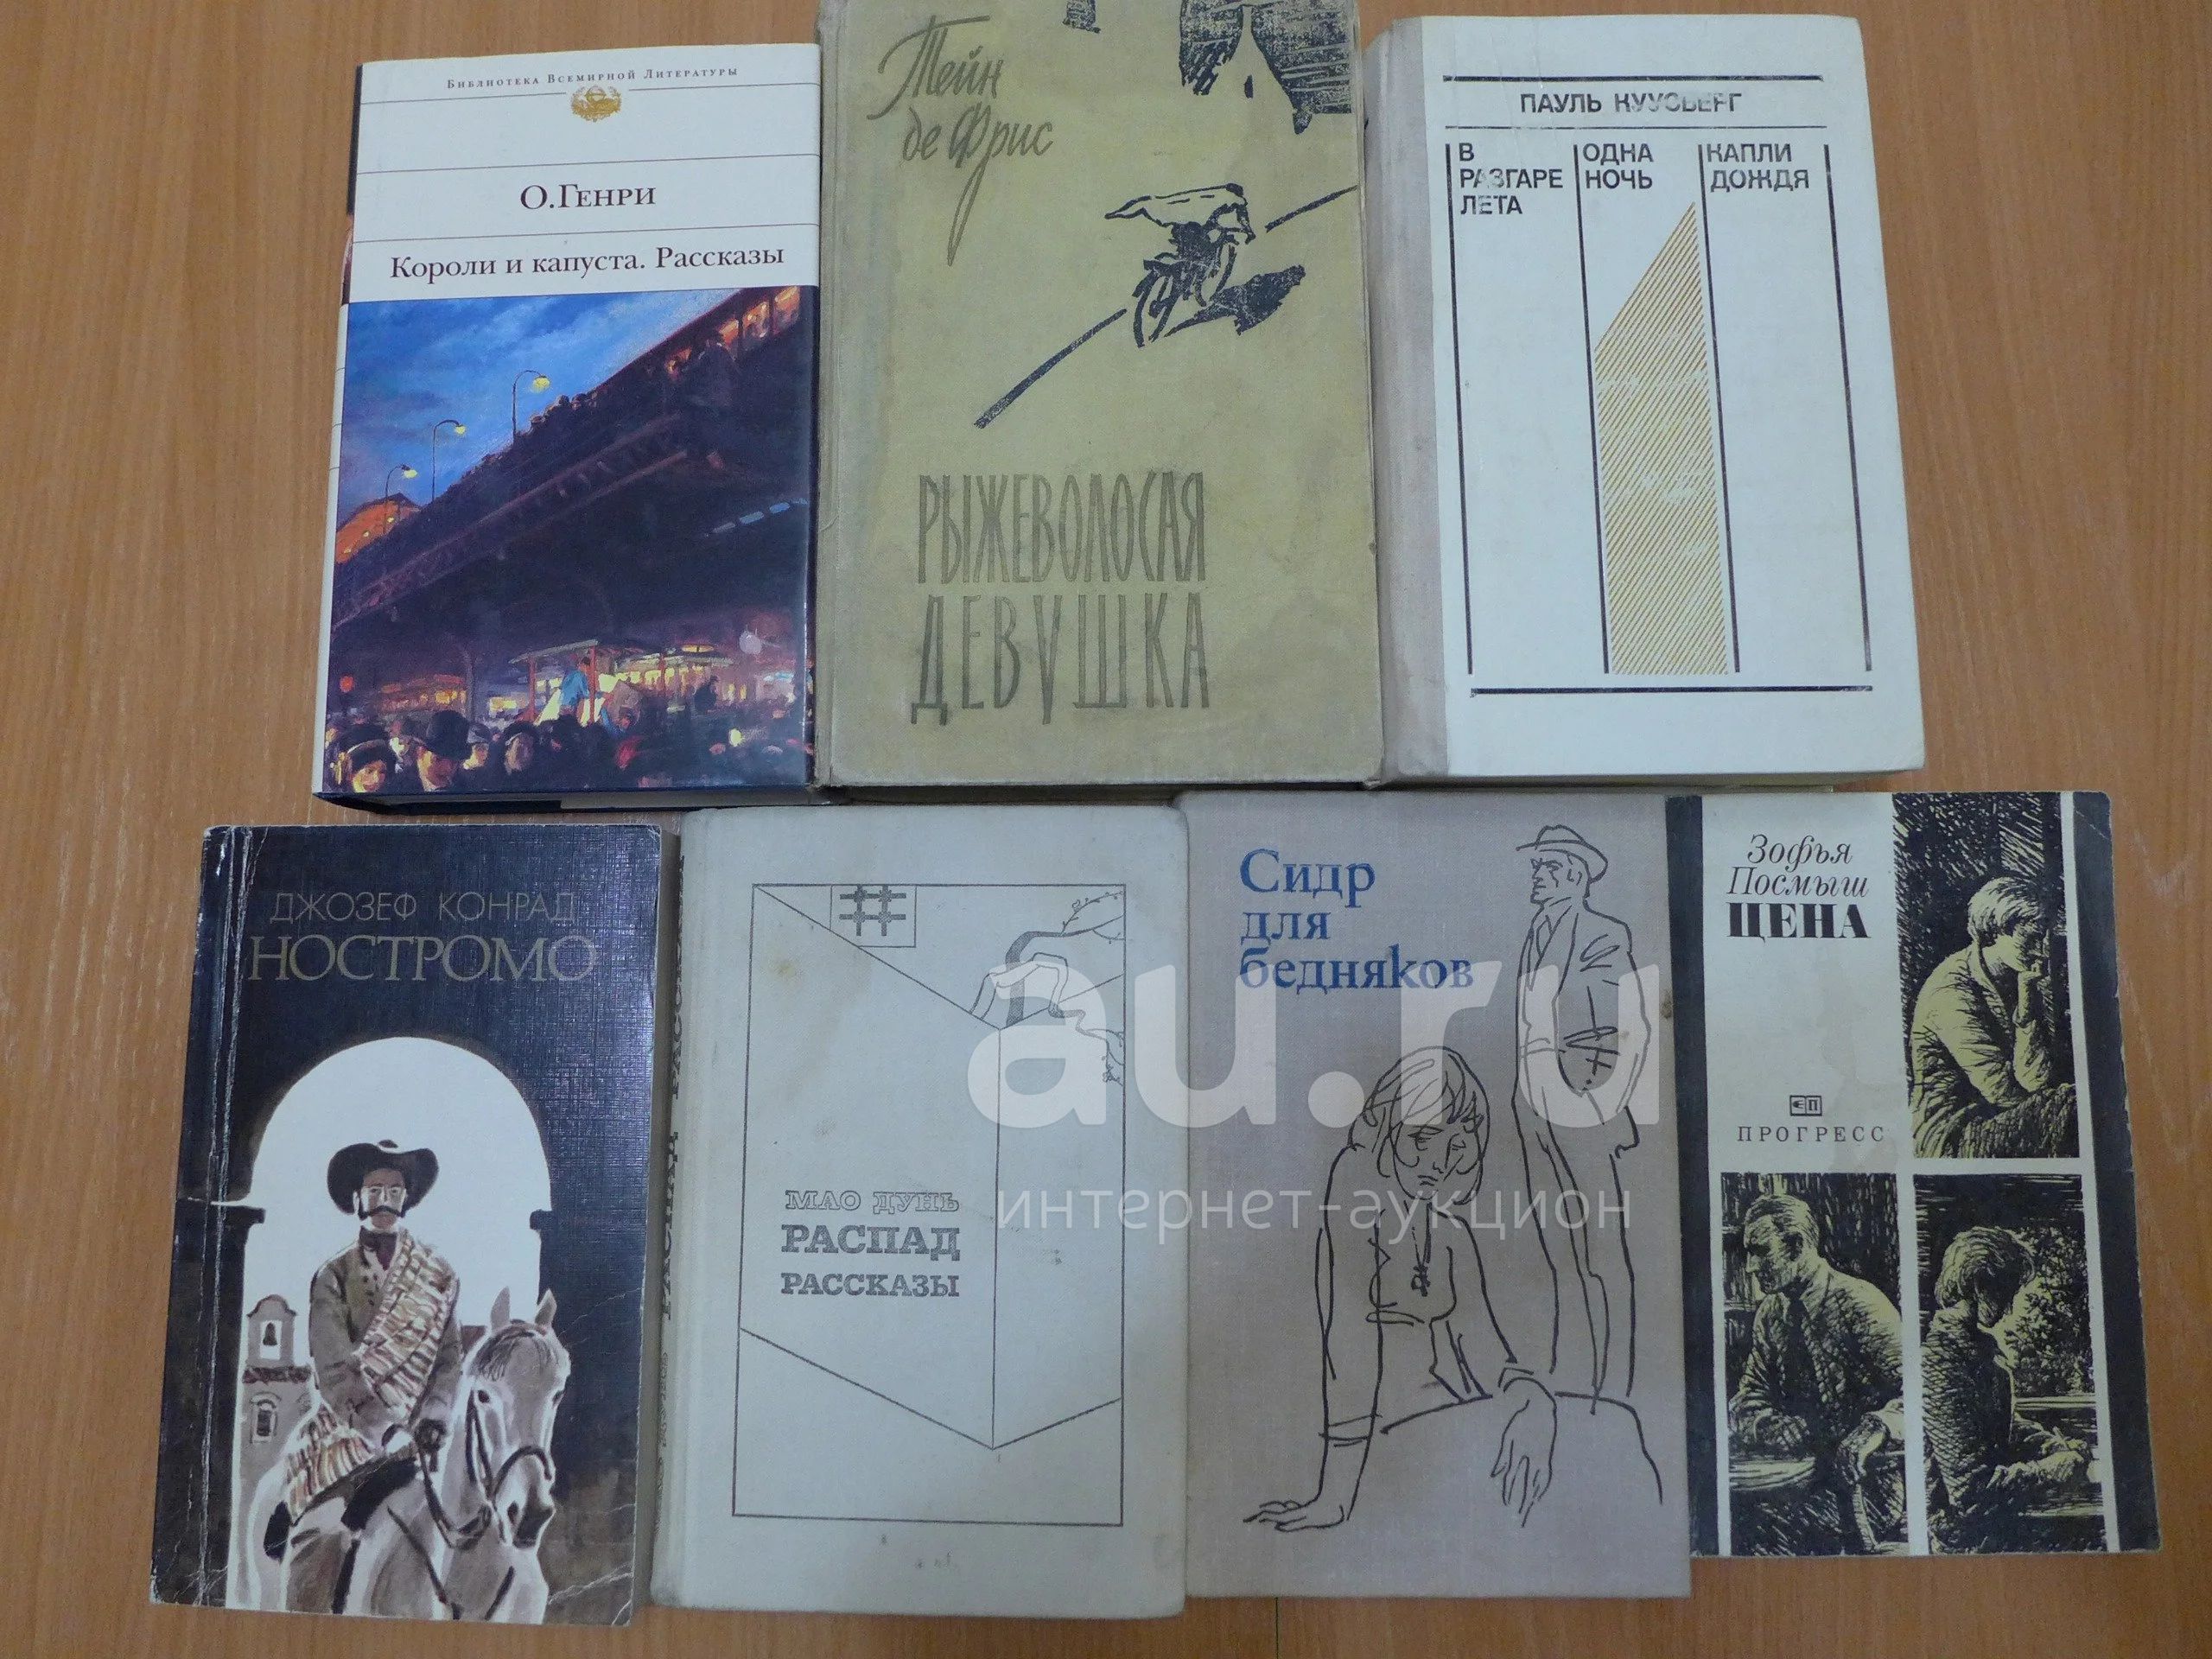 Библиотека Всемирной Литературы
О.Генри
Короли и капуста. Рассказы
Тейн
де Фрис
РЫЖЕВОЛОСАЯ
ДЕВУШКА
ПАУЛЬ КУУСБЕРГ
В
РАЗГАРЕ
ЛЕТА
ОДНА
НОЧЬ
КАПЛИ
ДОЖДЯ
ДЖОЗЕФ КОНРАД
НОСТРОМО
МАО ДУНЬ
РАСПАД
РАССКАЗЫ
Сидр
для
бедняков
Зофья
Посмыш
ЦЕНА
ПРОГРЕСС
au.ru
интернет-аукцион